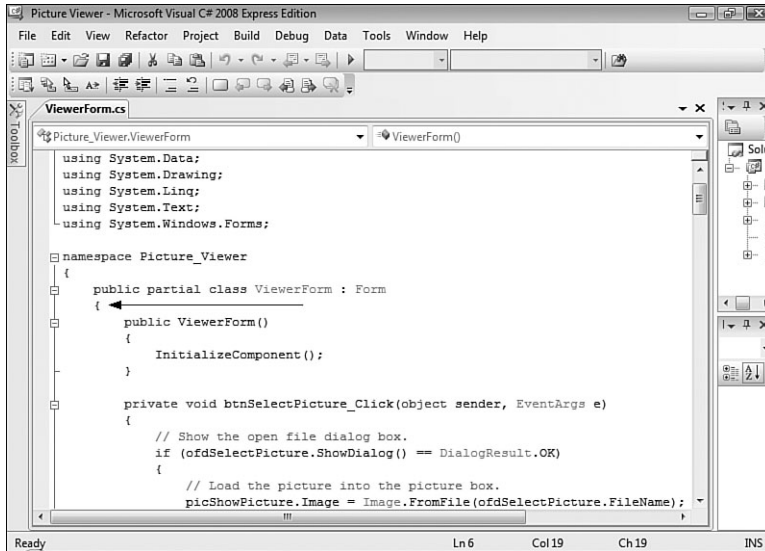 Picture Viewer - Microsoft Visual C# 2008 Express Edition
File Edit View Refactor Project Build Debug Data Tools Window Help
Toolbox
ViewerForm.cs
Picture_Viewer.ViewerForm
ViewerForm()
using System.Data;
using System.Drawing;
using System.Linq;
using System.Text;
using System.Windows.Forms;
namespace Picture_Viewer
{
public partial class ViewerForm : Form
{
public ViewerForm()
{
InitializeComponent();
}
private void btnSelectPicture_Click(object sender, EventArgs e)
{
// Show the open file dialog box.
if (ofdSelectPicture.ShowDialog() == DialogResult.OK)
{
// Load the picture into the picture box.
picShowPicture.Image = Image.FromFile(ofdSelectPicture.FileName);
Solu
Ready Ln 6 Col 19 Ch 19 INS